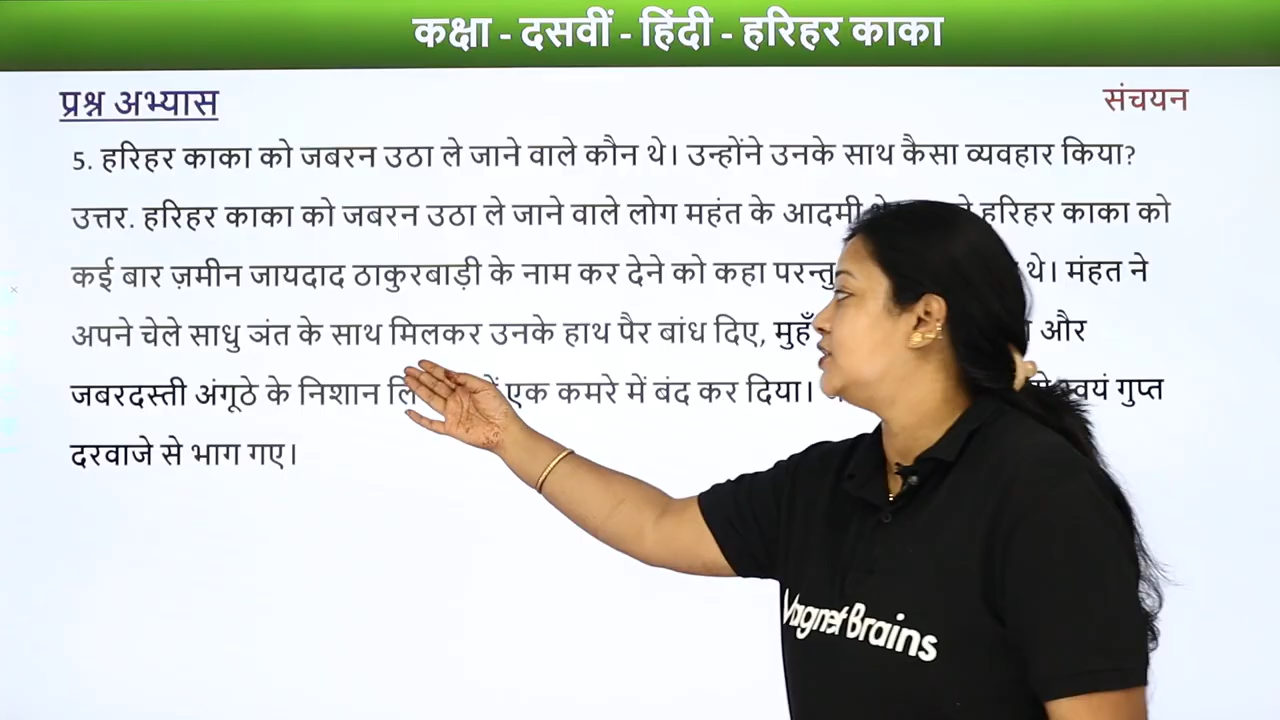 कक्षा - दसवीं - हिंदी - हरिहर काका
प्रश्न अभ्यास
संचयन
5. हरिहर काका को जबरन उठा ले जाने वाले कौन थे। उन्होंने उनके साथ कैसा व्यवहार किया?
उत्तर. हरिहर काका को जबरन उठा ले जाने वाले लोग महंत के आदमी हरिहर काका को
कई बार ज़मीन जायदाद ठाकुरबाड़ी के नाम कर देने को कहा परन्तु थे। मंहत ने
अपने चेले साधु ञंत के साथ मिलकर उनके हाथ पैर बांध दिए, मुहँ और
जबरदस्ती अंगूठे के निशान एक कमरे में बंद कर दिया। स्वयं गुप्त
दरवाजे से भाग गए।
Magnet Brains